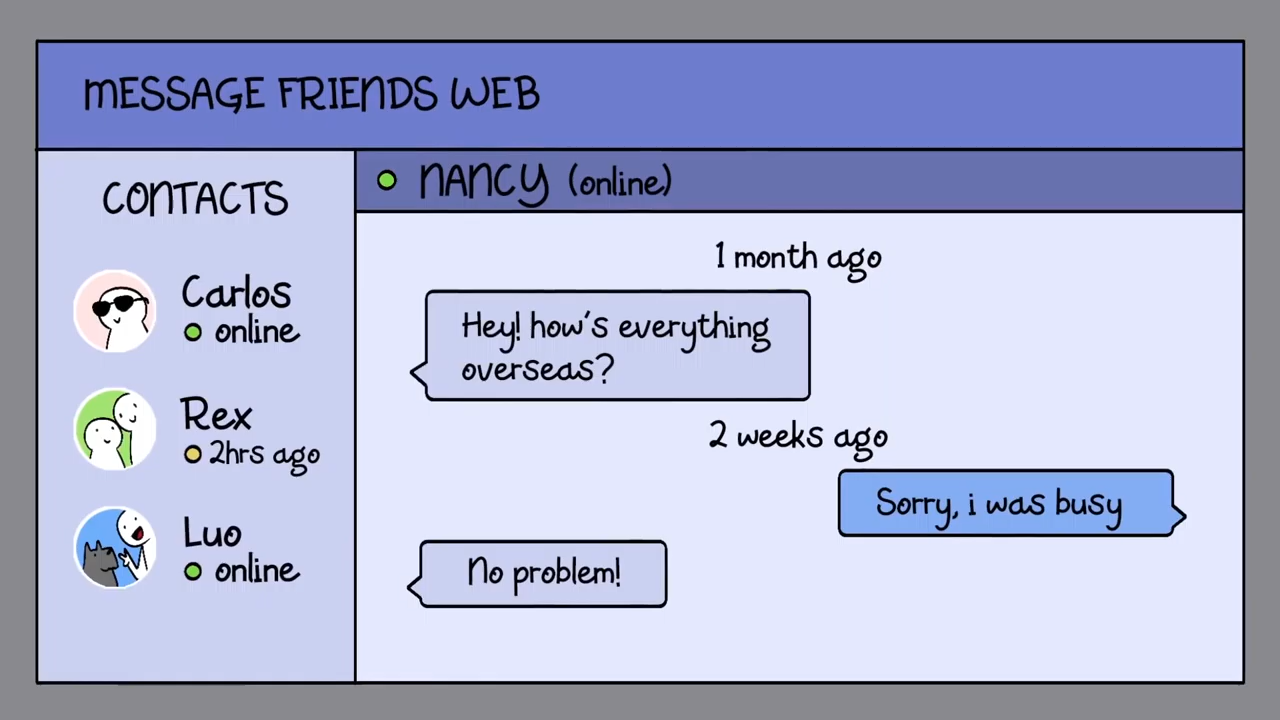 MESSAGE FRIENDS WEB
CONTACTS
Carlos
online
Rex
2hrs ago
Luo
online
NANCY (online)
1 month ago
Hey! how's everything
overseas?
2 weeks ago
Sorry, i was busy
No problem!